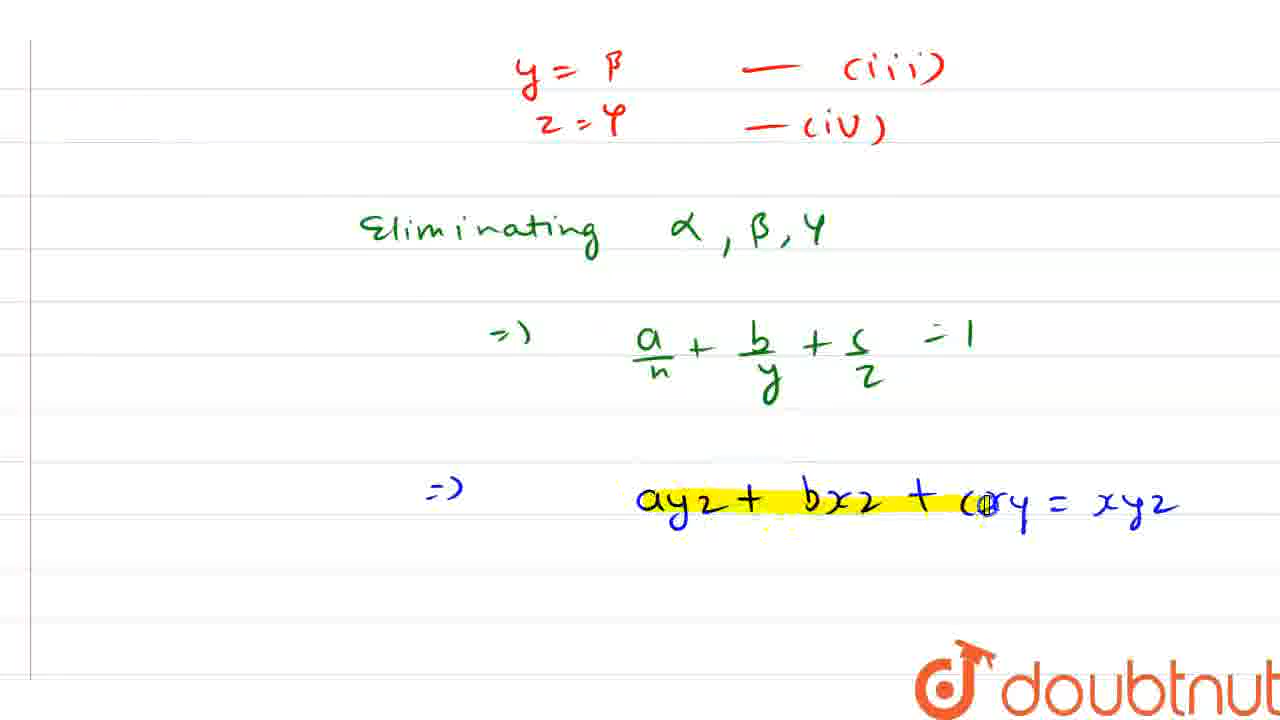 y = β — (iii)
z = γ — (iv)
Eliminating α, β, γ
=> a/x + b/y + c/z = 1
=> ayz + bxz + cxy = xyz
doubtnut